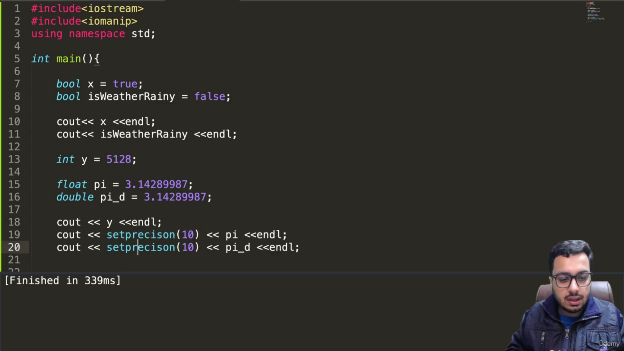 1 #include<iostream>
2 #include<iomanip>
3 using namespace std;
4
5 int main(){
6
7 bool x = true;
8 bool isWeatherRainy = false;
9
10 cout<< x <<endl;
11 cout<< isWeatherRainy <<endl;
12
13 int y = 5128;
14
15 float pi = 3.14289987;
16 double pi_d = 3.14289987;
17
18 cout << y <<endl;
19 cout << setprecison(10) << pi <<endl;
20 cout << setprecison(10) << pi_d <<endl;
21
22
[Finished in 339ms]
Udemy